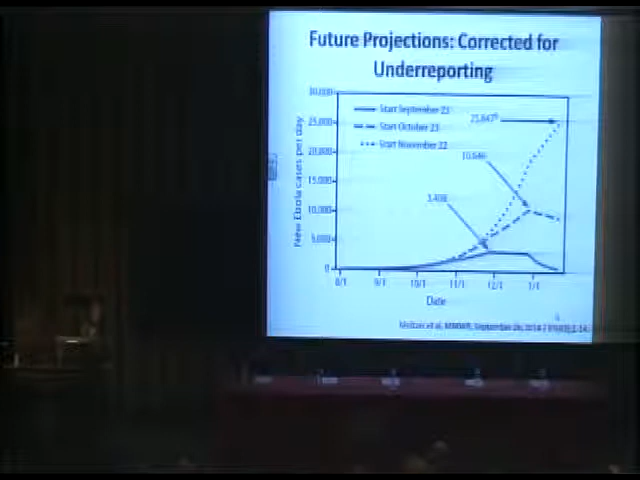 Future Projections: Corrected for
Underreporting
30,000
25,000
20,000
15,000
10,000
5,000
0
New Ebola cases per day
Start September 23
Start October 23
Start November 22
25,847
10,646
3,408
8/1
9/1
10/1
11/1
12/1
1/1
Date
Meltzer et al, MMWR, September 26, 2014 /